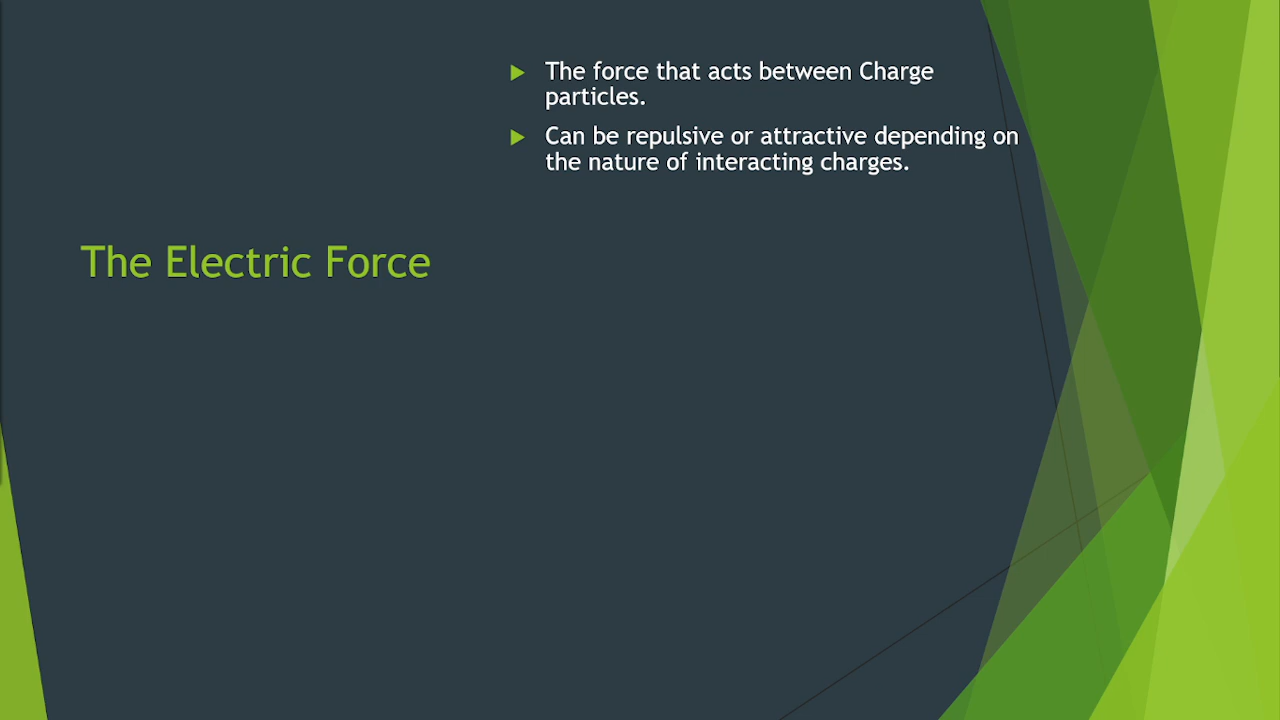 The Electric Force
The force that acts between Charge
particles.
Can be repulsive or attractive depending on
the nature of interacting charges.